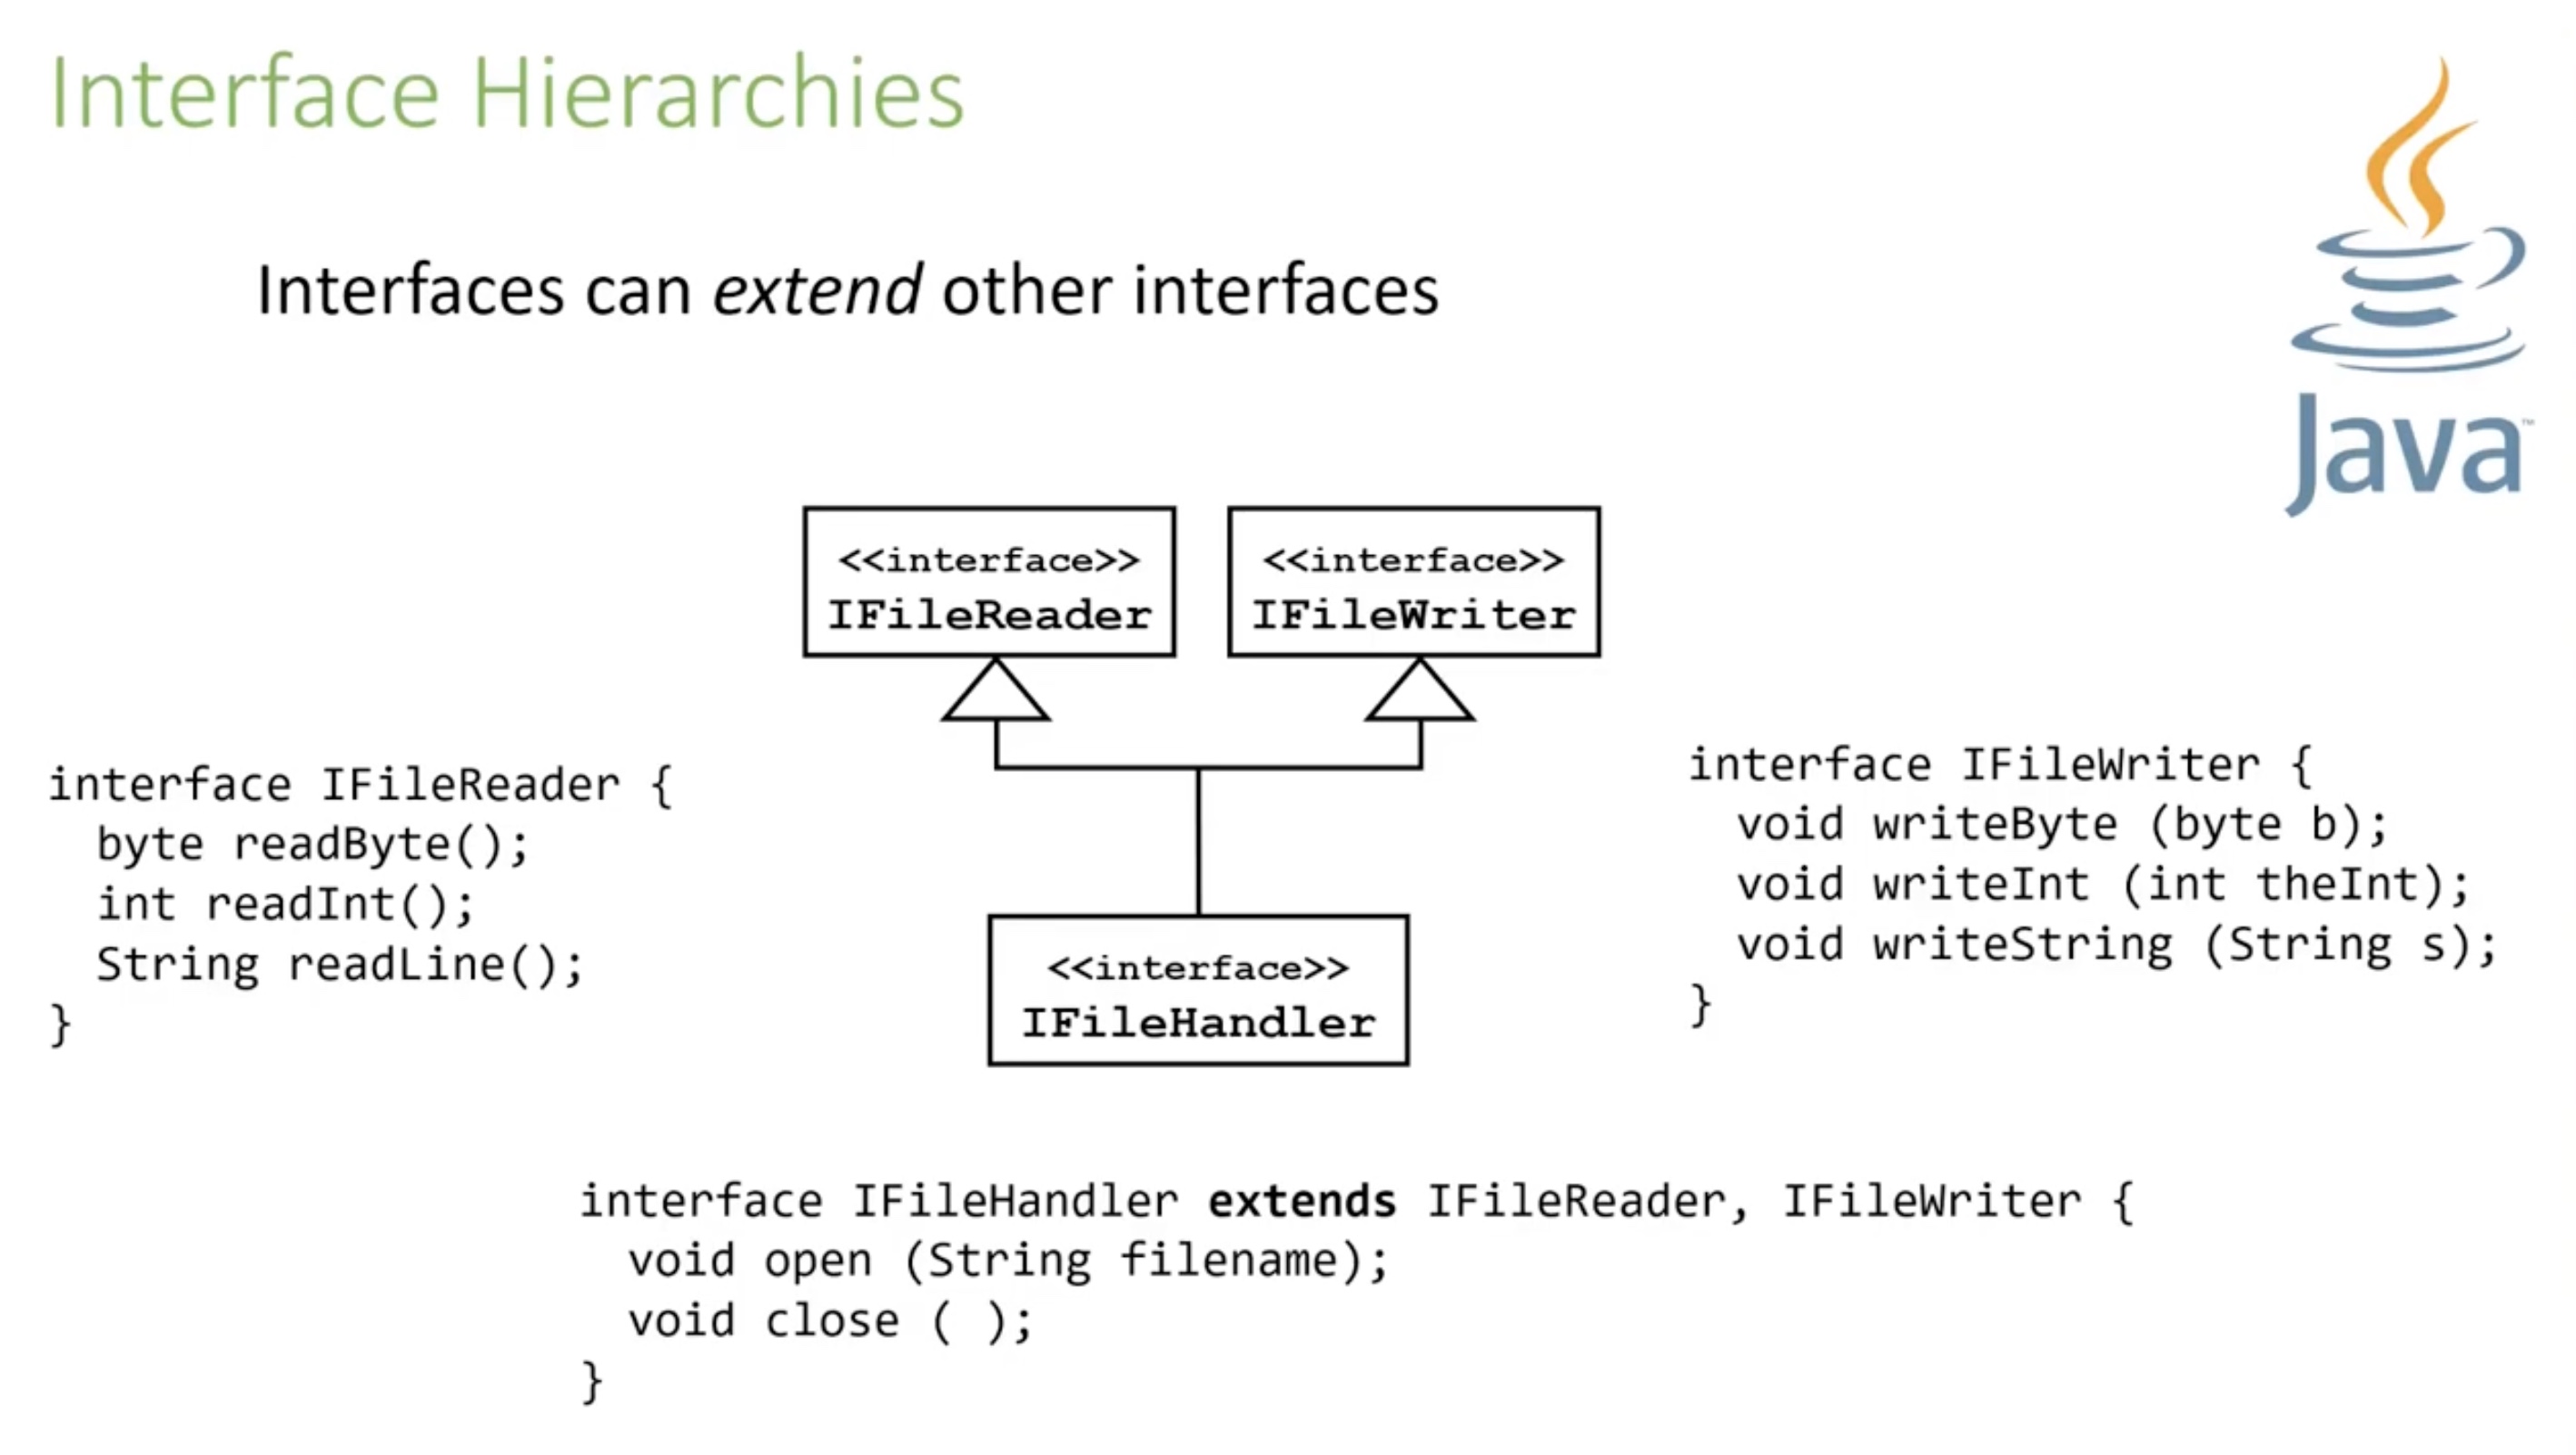 Interface Hierarchies
Interfaces can extend other interfaces
Java™
<<interface>>
IFileReader
<<interface>>
IFileWriter
interface IFileReader {
byte readByte();
int readInt();
String readLine();
}
<<interface>>
IFileHandler
interface IFileWriter {
void writeByte (byte b);
void writeInt (int theInt);
void writeString (String s);
}
interface IFileHandler extends IFileReader, IFileWriter {
void open (String filename);
void close ( );
}